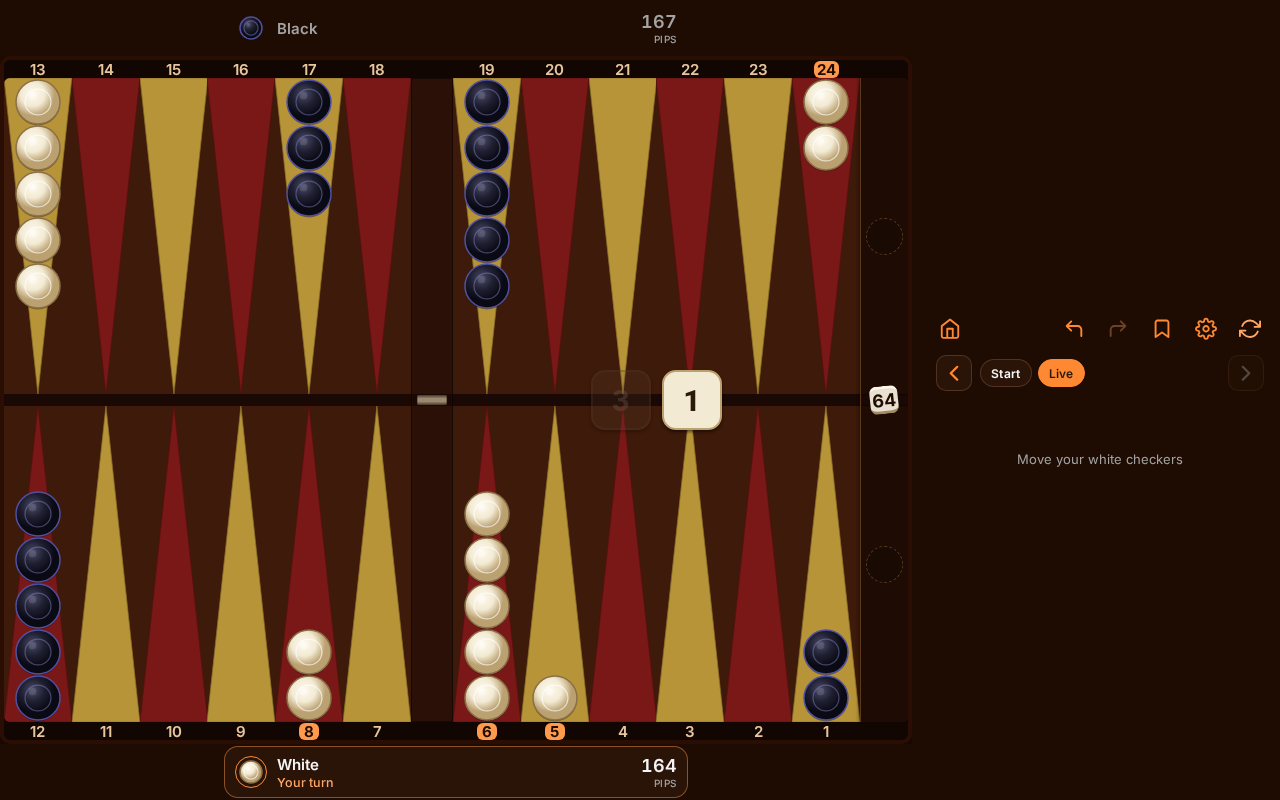 Black
167
PIPS
13 14 15 16 17 18 19 20 21 22 23 24
3 1
64
12 11 10 9 8 7 6 5 4 3 2 1
White
Your turn
164
PIPS
Start Live
Move your white checkers